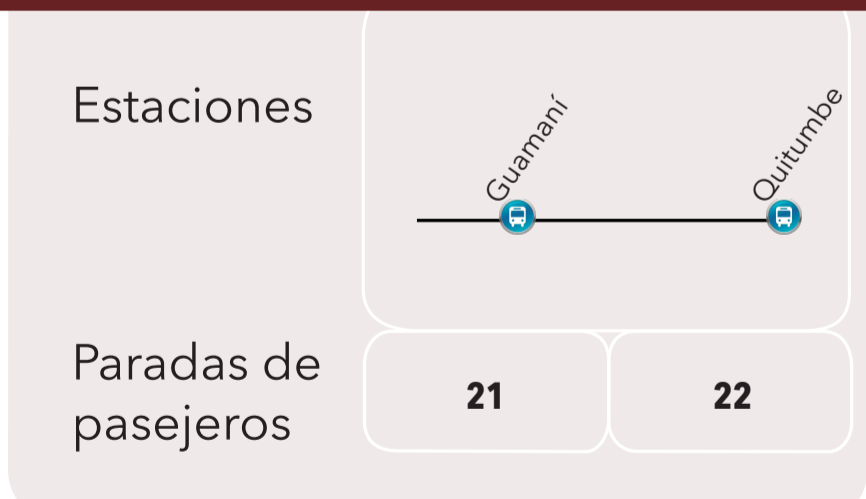 Estaciones
Guamaní
Quitumbe
Paradas de
pasejeros
21
22